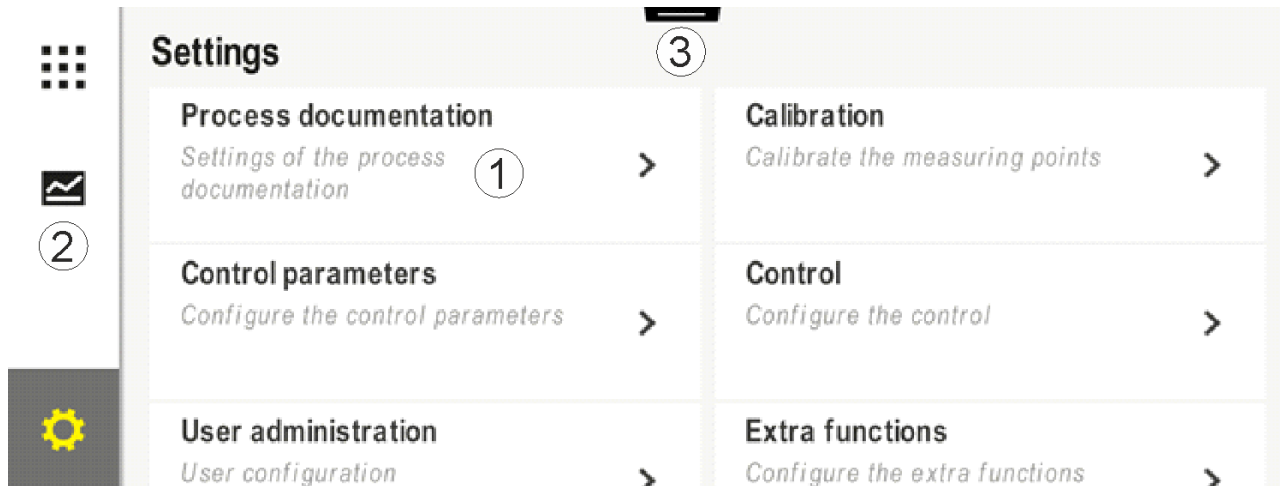 Settings
3
Process documentation
Settings of the process
documentation
1
Calibration
Calibrate the measuring points
2
Control parameters
Configure the control parameters
Control
Configure the control
User administration
User configuration
Extra functions
Configure the extra functions